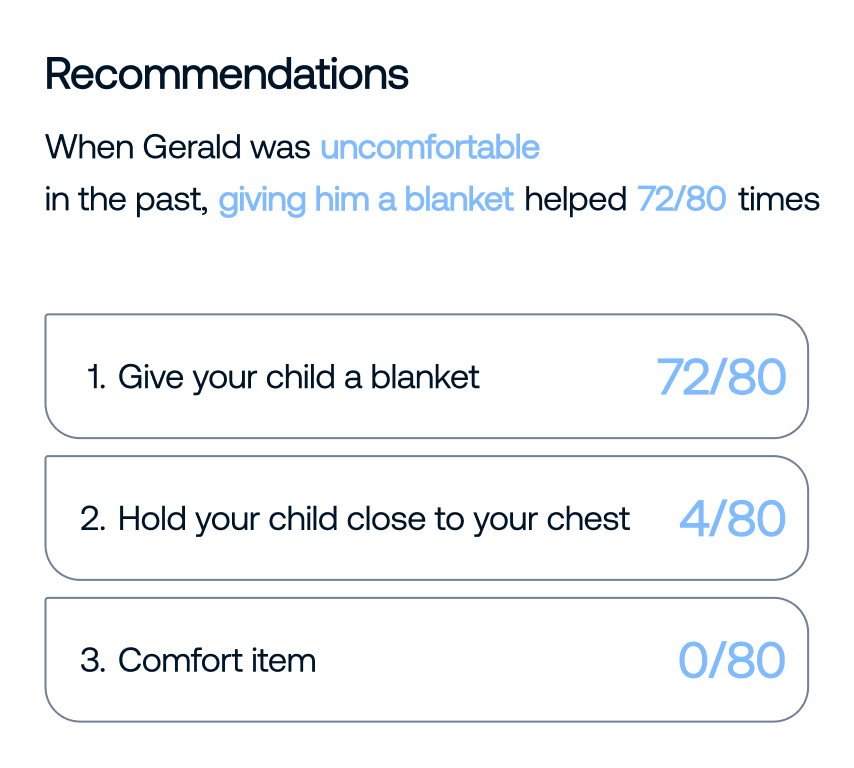 Recommendations
When Gerald was uncomfortable
in the past, giving him a blanket helped 72/80 times
1. Give your child a blanket 72/80
2. Hold your child close to your chest 4/80
3. Comfort item 0/80